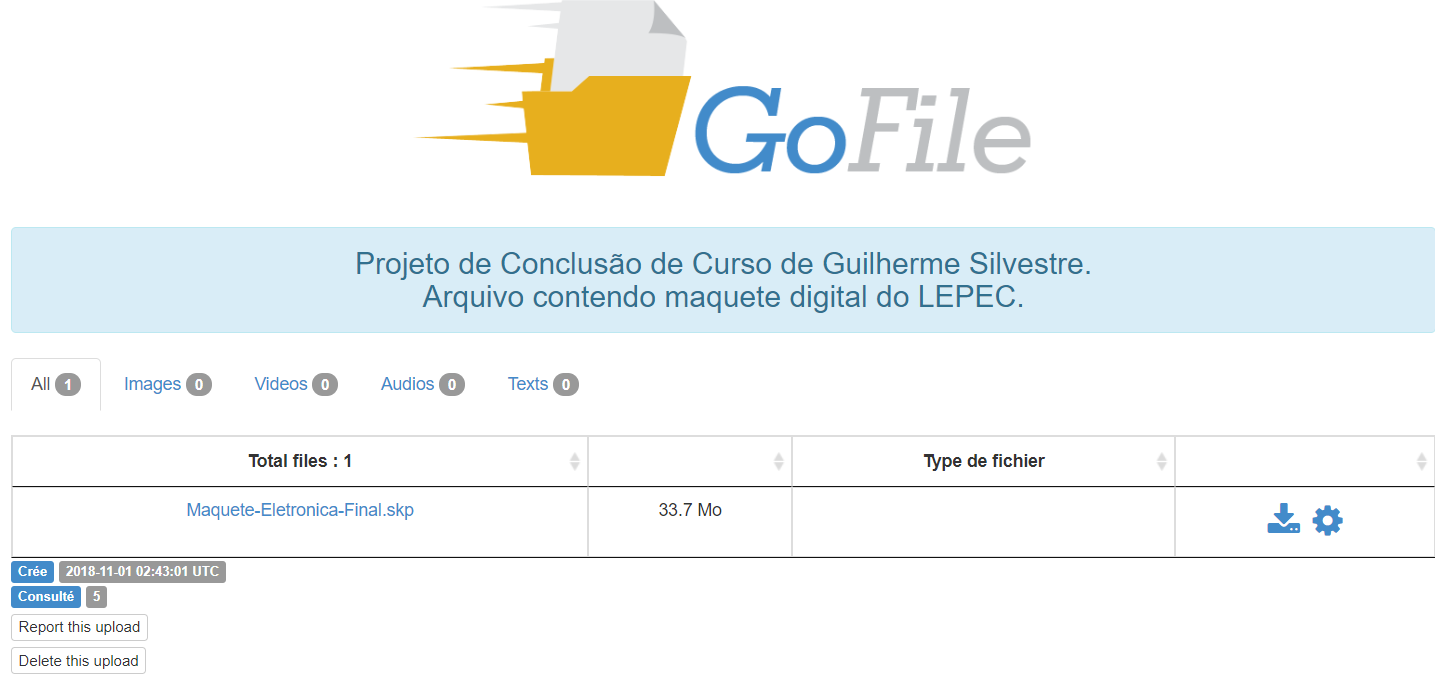 GoFile
Projeto de Conclusão de Curso de Guilherme Silvestre.
Arquivo contendo maquete digital do LEPEC.
All 1 Images 0 Videos 0 Audios 0 Texts 0
Total files : 1 Type de fichier
Maquete-Eletronica-Final.skp 33.7 Mo
Crée 2018-11-01 02:43:01 UTC
Consulté 5
Report this upload
Delete this upload